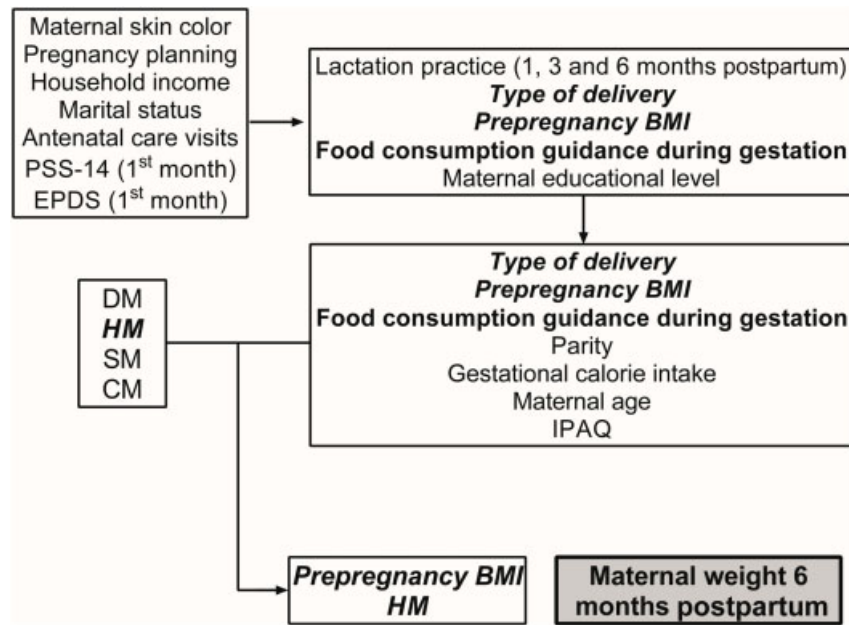 Maternal skin color
Pregnancy planning
Household income
Marital status
Antenatal care visits
PSS-14 (1st month)
EPDS (1st month)
Lactation practice (1, 3 and 6 months postpartum)
Type of delivery
Prepregnancy BMI
Food consumption guidance during gestation
Maternal educational level
Type of delivery
Prepregnancy BMI
Food consumption guidance during gestation
Parity
Gestational calorie intake
Maternal age
IPAQ
DM
HM
SM
CM
Prepregnancy BMI
HM
Maternal weight 6
months postpartum